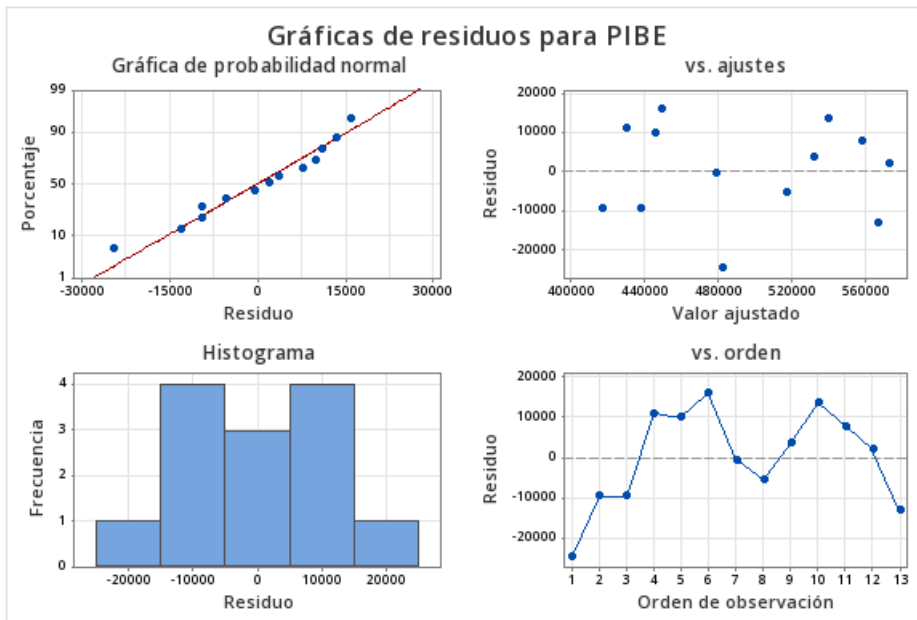 Gráficas de residuos para PIBE
Gráfica de probabilidad normal
99
90
50
10
1
Porcentaje
-30000 -15000 0 15000 30000
Residuo
vs. ajustes
20000
10000
0
-10000
-20000
Residuo
400000 440000 480000 520000 560000
Valor ajustado
Histograma
4
3
2
1
0
Frecuencia
-20000 -10000 0 10000 20000
Residuo
vs. orden
20000
10000
0
-10000
-20000
Residuo
1 2 3 4 5 6 7 8 9 10 11 12 13
Orden de observación